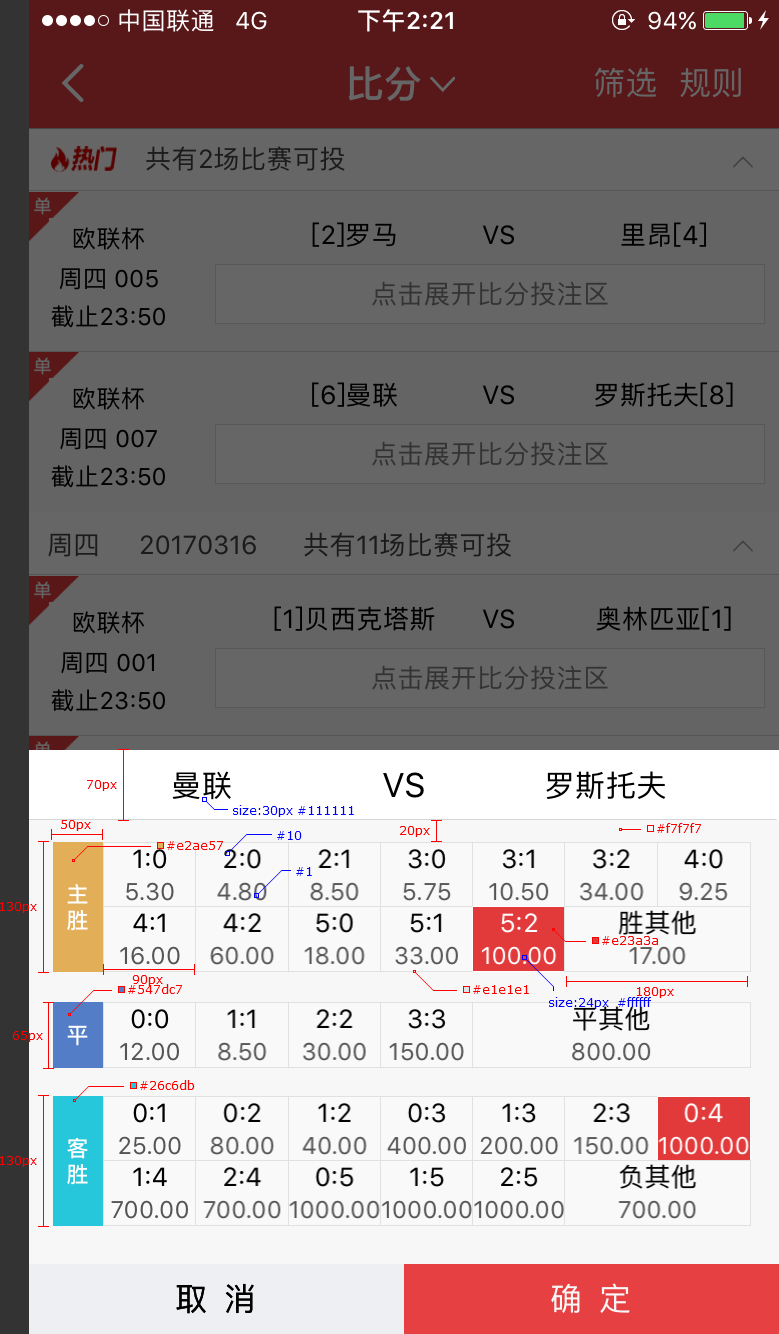 中国联通 4G 下午2:21 94%
比分 筛选 规则
热门 共有2场比赛可投
单
欧联杯 [2]罗马 VS 里昂[4]
周四 005
点击展开比分投注区
截止23:50
单
欧联杯 [6]曼联 VS 罗斯托夫[8]
周四 007
点击展开比分投注区
截止23:50
周四 20170316 共有11场比赛可投
单
欧联杯 [1]贝西克塔斯 VS 奥林匹亚[1]
周四 001
点击展开比分投注区
截止23:50
单
70px 曼联 VS 罗斯托夫
size:30px #111111
50px 20px #f7f7f7
#e2ae57 #10
1:0 2:0 2:1 3:0 3:1 3:2 4:0
#1
5.30 4.80 8.50 5.75 10.50 34.00 9.25
130px 主胜
4:1 4:2 5:0 5:1 5:2 胜其他
#e23a3a
16.00 60.00 18.00 33.00 100.00 17.00
90px 180px
#547dc7 #e1e1e1
size:24px #ffffff
0:0 1:1 2:2 3:3 平其他
65px 平
12.00 8.50 30.00 150.00 800.00
#26c6db
0:1 0:2 1:2 0:3 1:3 2:3 0:4
25.00 80.00 40.00 400.00 200.00 150.00 1000.00
130px 客胜
1:4 2:4 0:5 1:5 2:5 负其他
700.00 700.00 1000.00 1000.00 1000.00 700.00
取 消 确 定